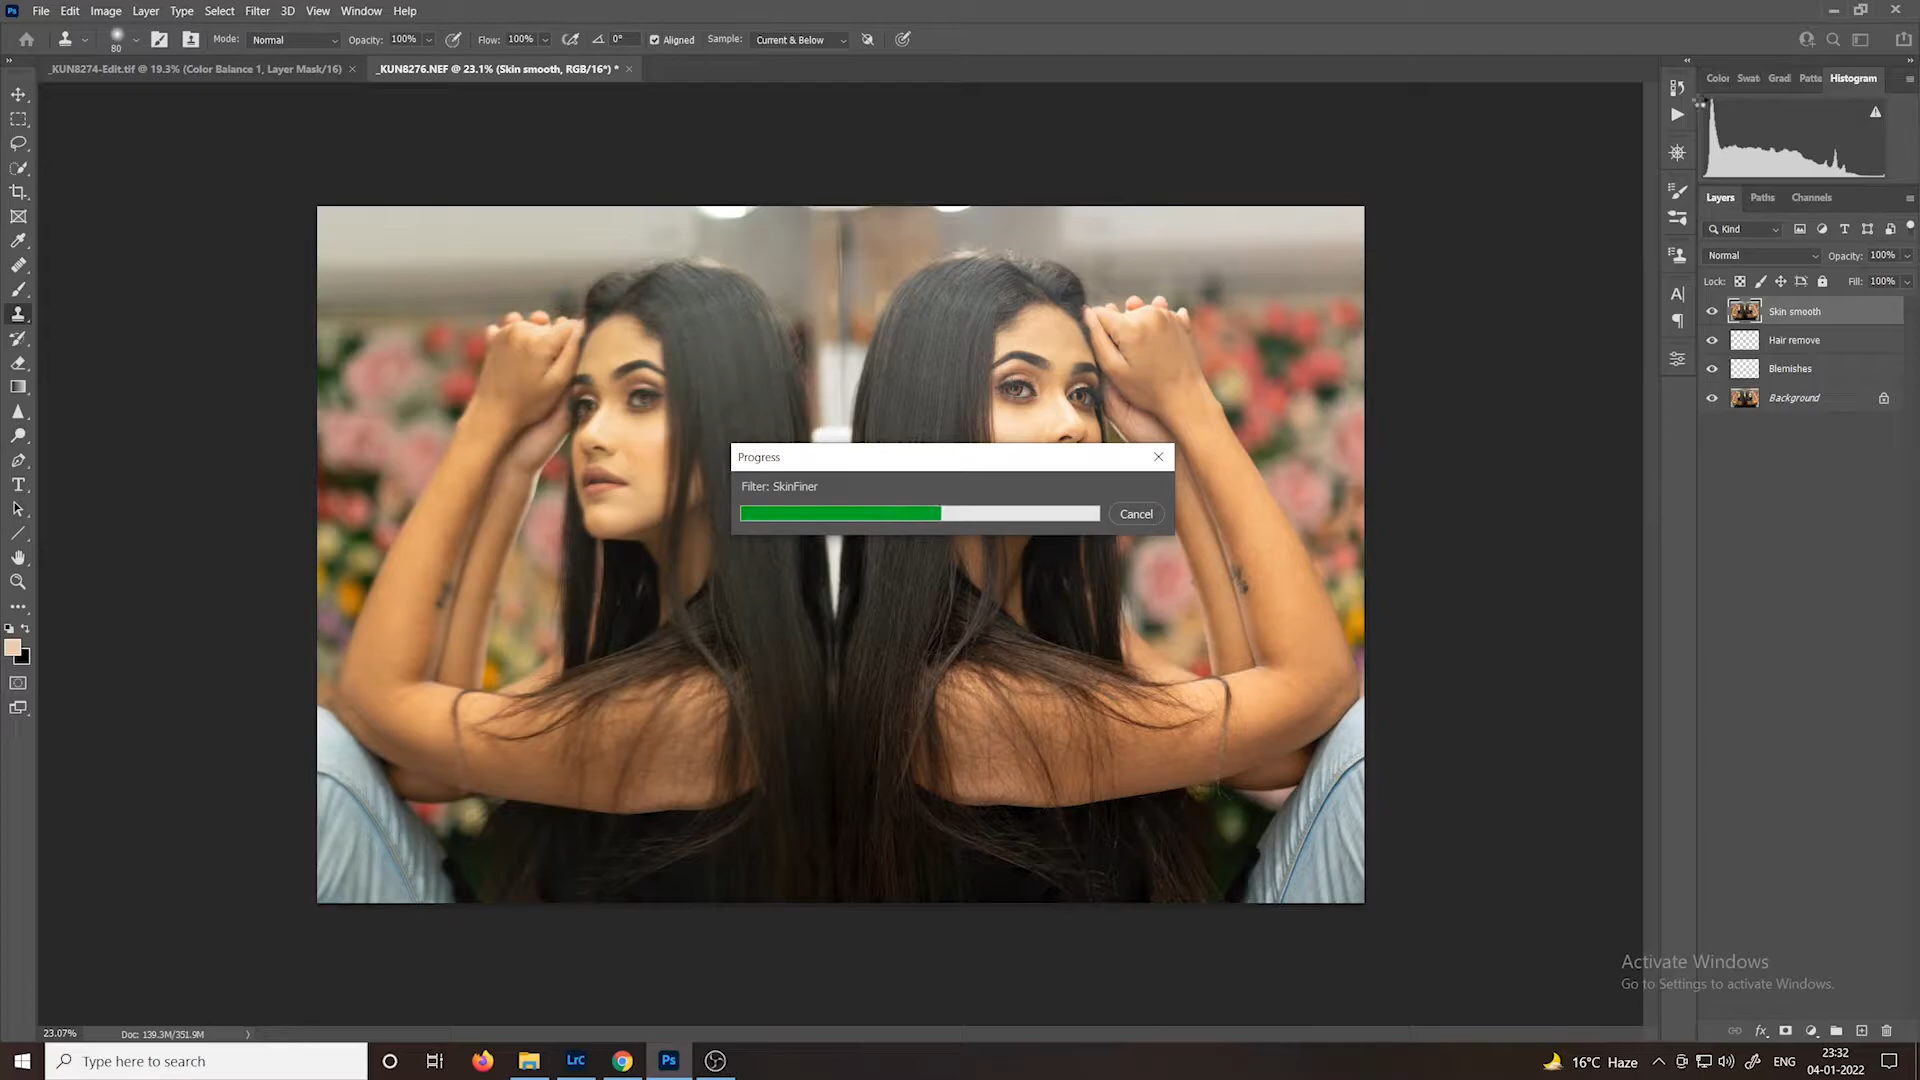 Ps File Edit Image Layer Type Select Filter 3D View Window Help
80 Mode: Normal Opacity: 100% Flow: 100% 0° Aligned Sample: Current & Below
_KUN8274-Edit.tif @ 19.3% (Color Balance 1, Layer Mask/16) _KUN8276.NEF @ 23.1% (Skin smooth, RGB/16*) *
Color Swat Grad Patte Histogram
Layers Paths Channels
Kind
Normal Opacity: 100%
Lock: Fill: 100%
Skin smooth
Hair remove
Blemishes
Background
Progress
Filter: SkinFiner
Cancel
Activate Windows
Go to Settings to activate Windows.
23.07% Doc: 139.3M/351.9M
Type here to search LrC Ps 16°C Haze ENG 23:32
04-01-2022